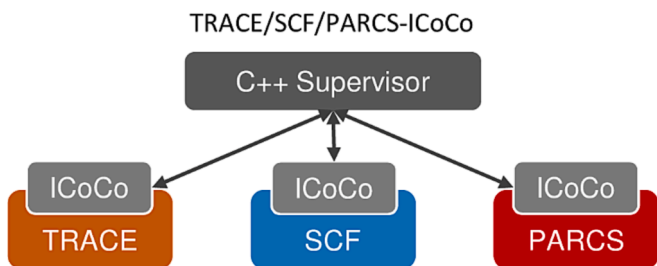 TRACE/SCF/PARCS-ICoCo
C++ Supervisor
ICoCo ICoCo ICoCo
TRACE SCF PARCS